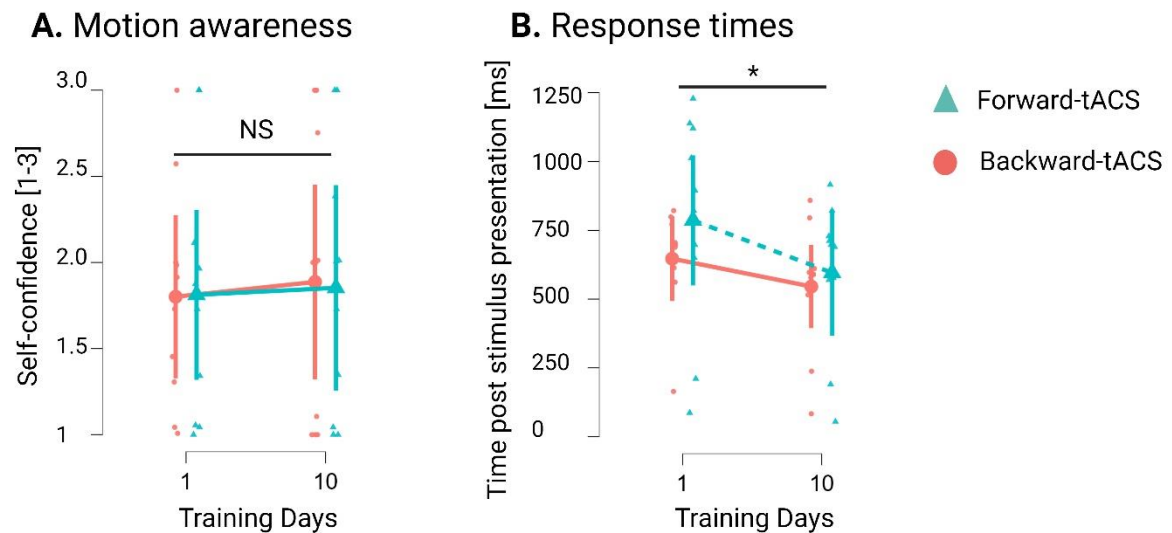 A. Motion awareness
Self-confidence [1-3]
3.0
2.5
2.0
1.5
1
NS
1
10
Training Days
B. Response times
Time post stimulus presentation [ms]
1250
1000
750
500
250
0
*
1
10
Training Days
Forward-tACS
Backward-tACS